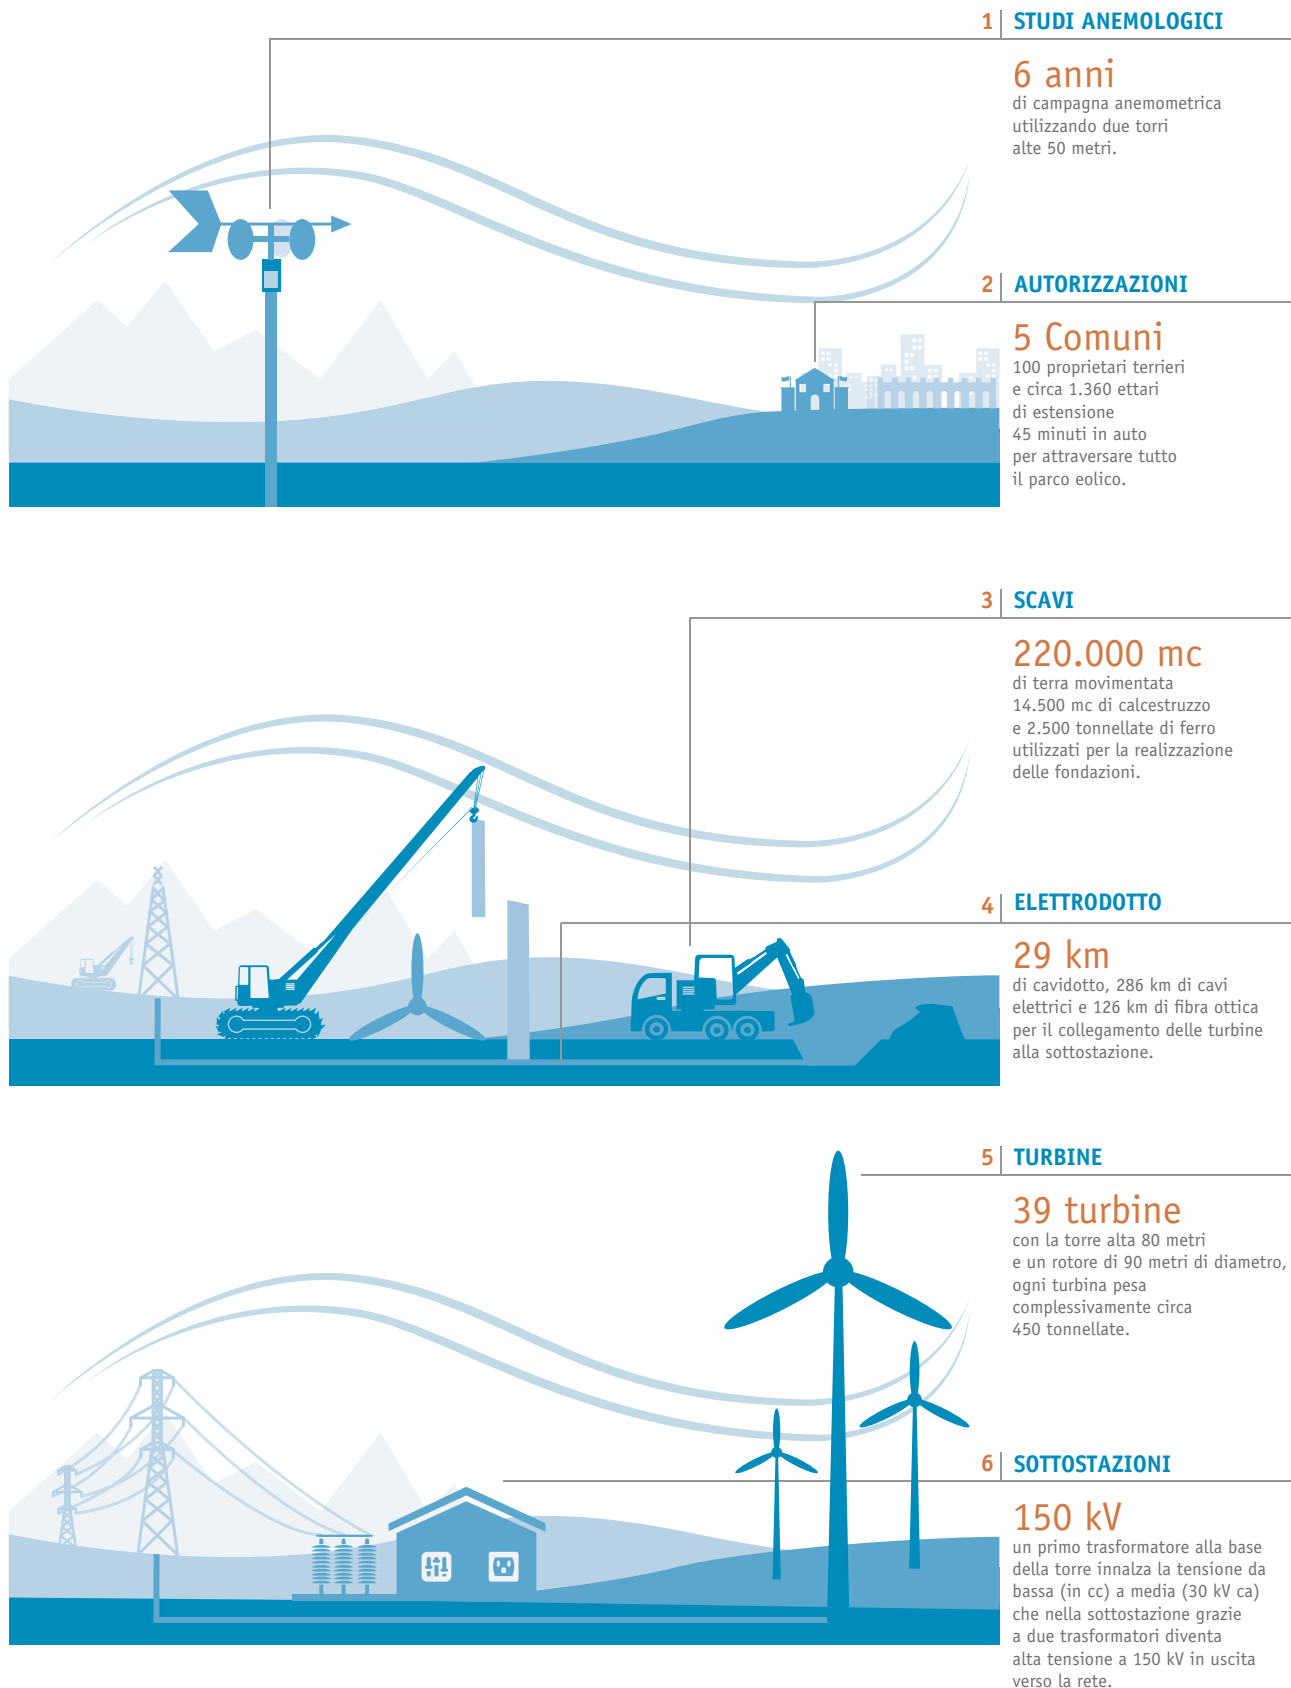 1 STUDI ANEMOLOGICI
6 anni
di campagna anemometrica
utilizzando due torri
alte 50 metri.
2 AUTORIZZAZIONI
5 Comuni
100 proprietari terrieri
e circa 1.360 ettari
di estensione
45 minuti in auto
per attraversare tutto
il parco eolico.
3 SCAVI
220.000 mc
di terra movimentata
14.500 mc di calcestruzzo
e 2.500 tonnellate di ferro
utilizzati per la realizzazione
delle fondazioni.
4 ELETTRODOTTO
29 km
di cavidotto, 286 km di cavi
elettrici e 126 km di fibra ottica
per il collegamento delle turbine
alla sottostazione.
5 TURBINE
39 turbine
con la torre alta 80 metri
e un rotore di 90 metri di diametro,
ogni turbina pesa
complessivamente circa
450 tonnellate.
6 SOTTOSTAZIONI
150 kV
un primo trasformatore alla base
della torre innalza la tensione da
bassa (in cc) a media (30 kV ca)
che nella sottostazione grazie
a due trasformatori diventa
alta tensione a 150 kV in uscita
verso la rete.